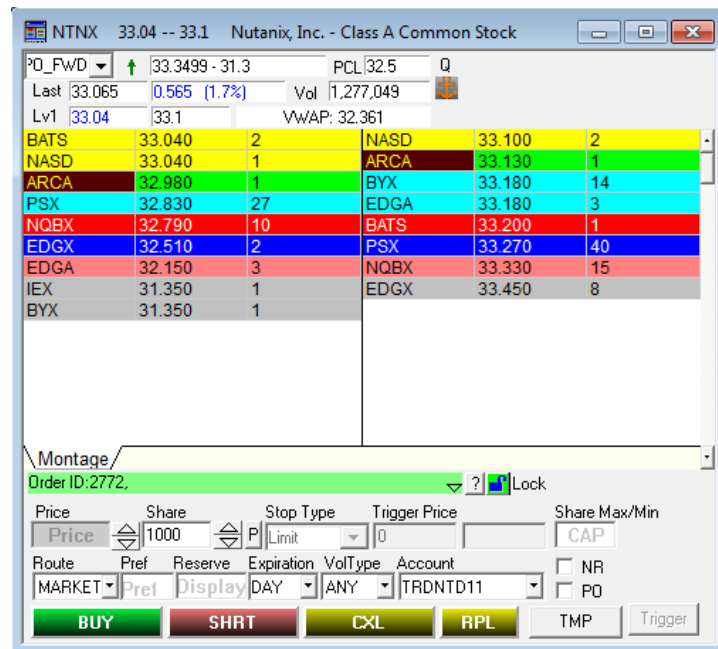 NTNX 33.04 -- 33.1 Nutanix, Inc. - Class A Common Stock
PO_FWD 33.3499 - 31.3 PCL 32.5 Q
Last 33.065 0.565 (1.7%) Vol 1,277,049
Lv1 33.04 33.1 VWAP: 32.361
BATS 33.040 2 NASD 33.100 2
NASD 33.040 1 ARCA 33.130 1
ARCA 32.980 1 BYX 33.180 14
PSX 32.830 27 EDGA 33.180 3
NQBX 32.790 10 BATS 33.200 1
EDGX 32.510 2 PSX 33.270 40
EDGA 32.150 3 NQBX 33.330 15
IEX 31.350 1 EDGX 33.450 8
BYX 31.350 1
Montage
Order ID:2772, ? Lock
Price Share Stop Type Trigger Price Share Max/Min
Price 1000 P Limit 0 CAP
Route Pref Reserve Expiration VolType Account NR
MARKET Pref Display DAY ANY TRDNTD11 PO
BUY SHRT CXL RPL TMP Trigger